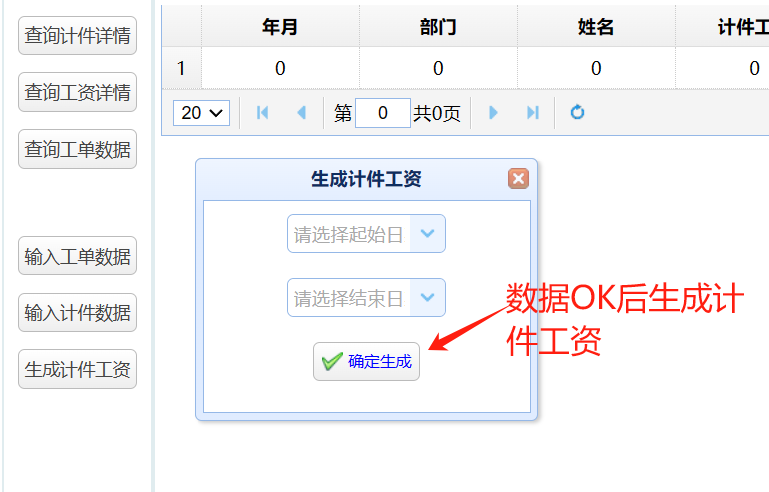 查询计件详情
查询工资详情
查询工单数据
输入工单数据
输入计件数据
生成计件工资
年月 部门 姓名 计件工
1 0 0 0 0
20 第 0 共0页
生成计件工资
请选择起始日
请选择结束日
确定生成
数据OK后生成计
件工资